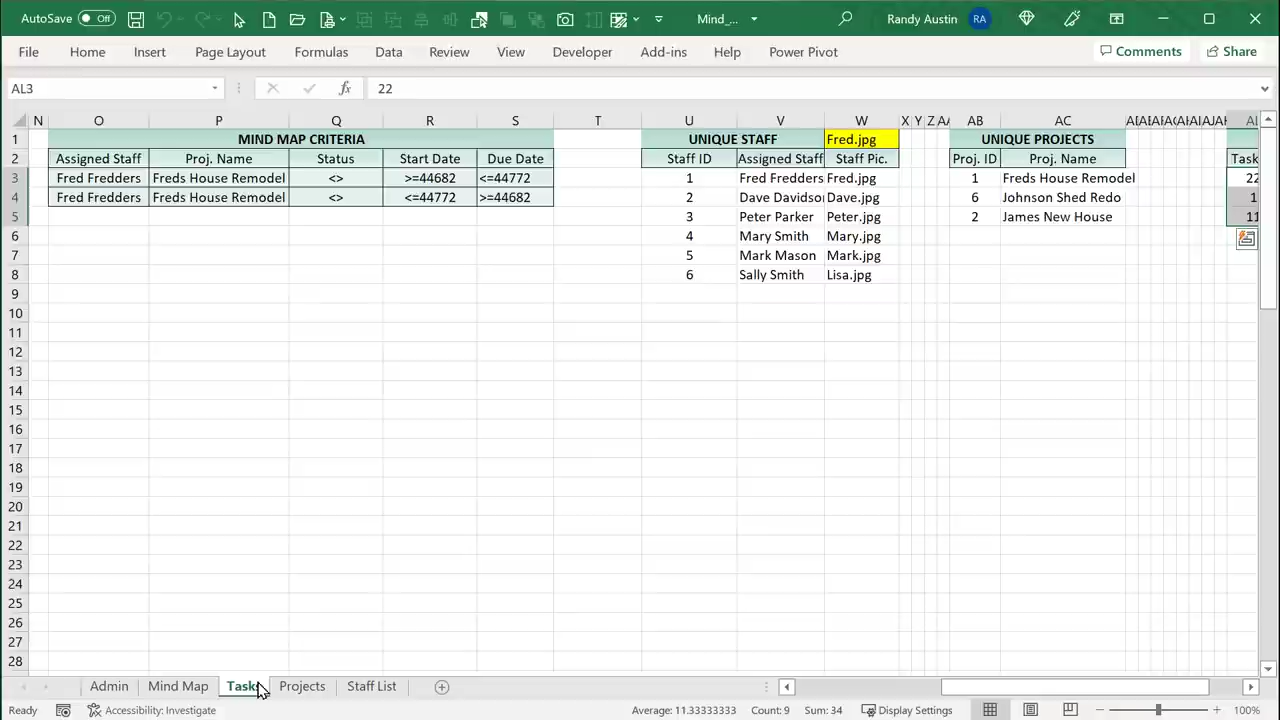 AutoSave Off Mind_... Randy Austin RA
File Home Insert Page Layout Formulas Data Review View Developer Add-ins Help Power Pivot Comments Share
AL3 fx 22
N O P Q R S T U V W X Y Z AB AC
1 MIND MAP CRITERIA UNIQUE STAFF Fred.jpg UNIQUE PROJECTS
2 Assigned Staff Proj. Name Status Start Date Due Date Staff ID Assigned Staff Staff Pic. Proj. ID Proj. Name Task
3 Fred Fredders Freds House Remodel <> >=44682 <=44772 1 Fred Fredders Fred.jpg 1 Freds House Remodel 22
4 Fred Fredders Freds House Remodel <> <=44772 >=44682 2 Dave Davidson Dave.jpg 6 Johnson Shed Redo 1
5 3 Peter Parker Peter.jpg 2 James New House 11
6 4 Mary Smith Mary.jpg
7 5 Mark Mason Mark.jpg
8 6 Sally Smith Lisa.jpg
9
10
11
12
13
14
15
16
17
18
19
20
21
22
23
24
25
26
27
28
Admin Mind Map Tasks Projects Staff List
Ready Accessibility: Investigate Average: 11.33333333 Count: 9 Sum: 34 Display Settings 100%